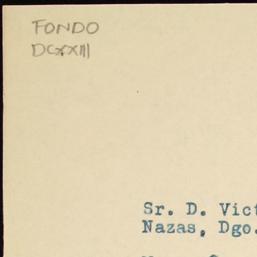 FONDO
DCXXIII
Sr. D. Vict
Nazas, Dgo.